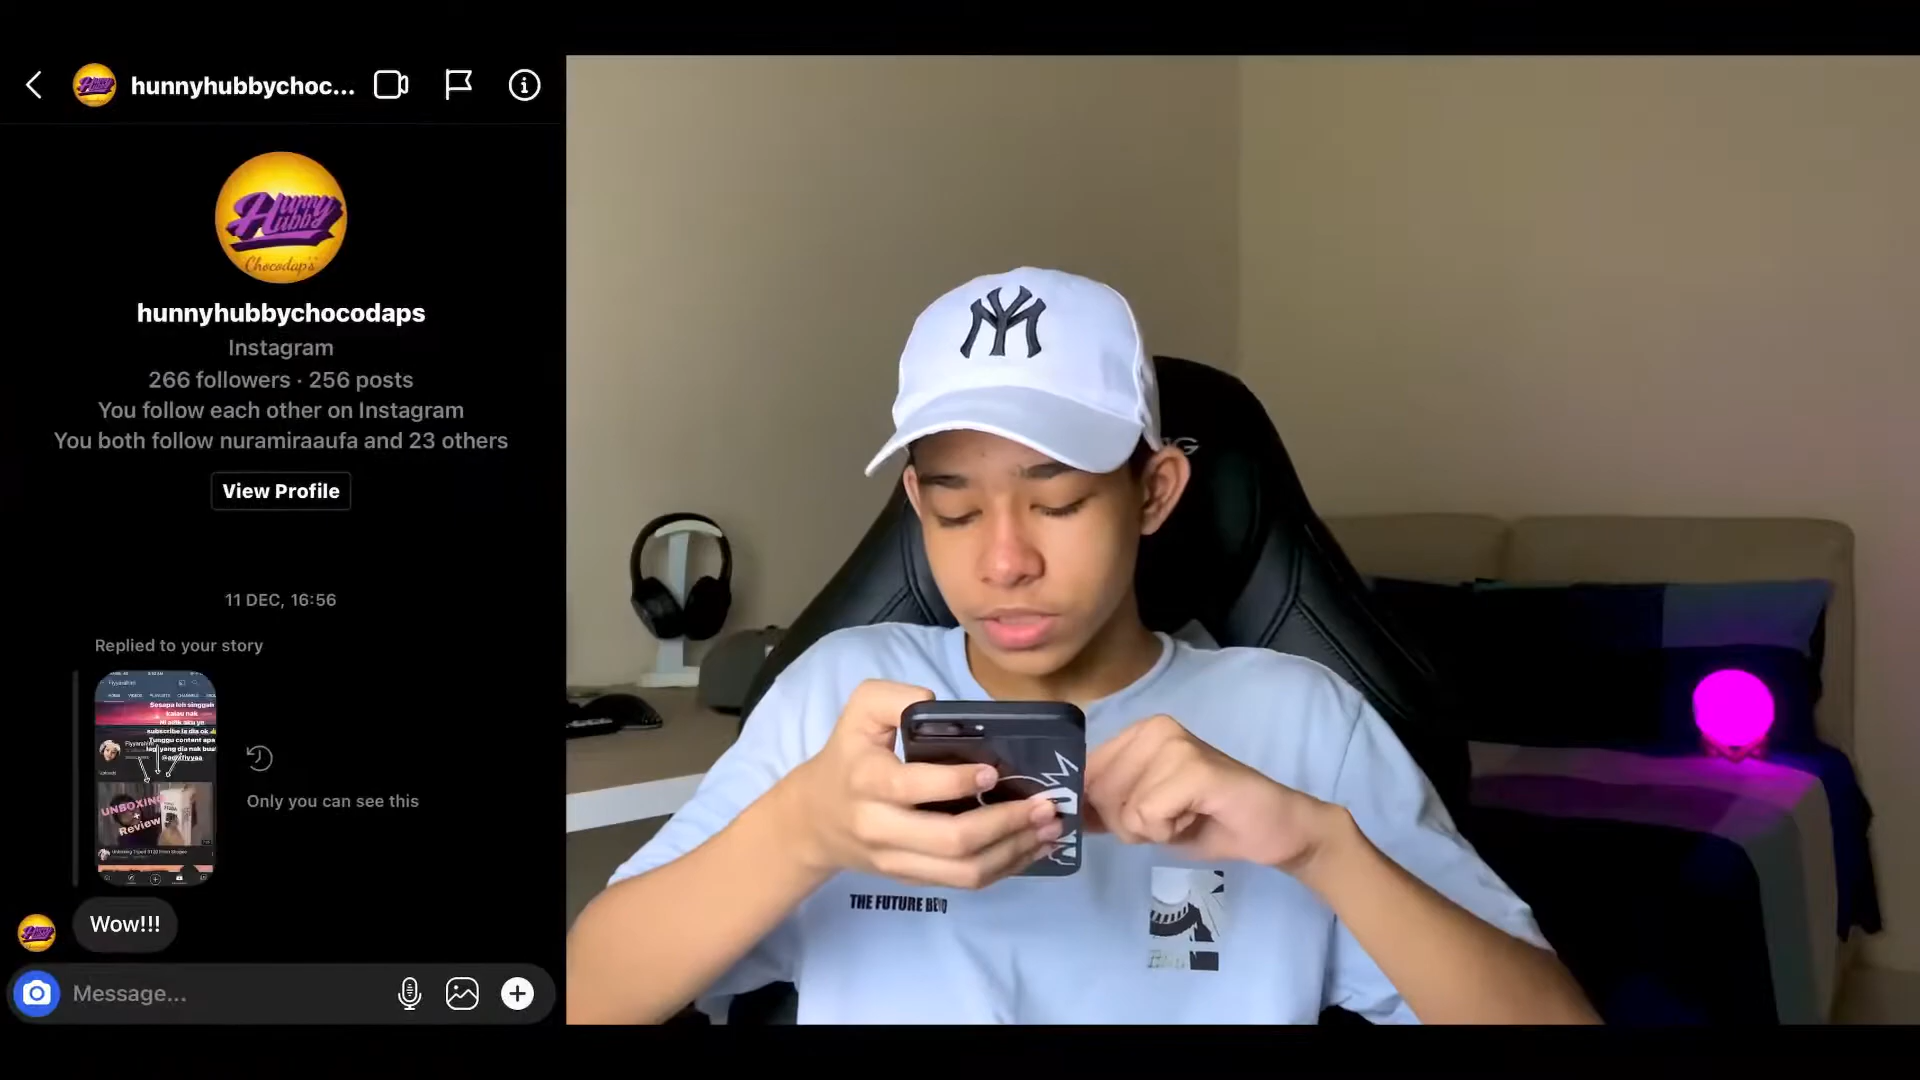 hunnyhubbychoc...
Hunny
Hubby
Chocodap's
hunnyhubbychocodaps
Instagram
266 followers · 256 posts
You follow each other on Instagram
You both follow nuramiraaufa and 23 others
View Profile
11 DEC, 16:56
Replied to your story
UNBOXING
+
Review
Only you can see this
Wow!!!
Message...
NY
THE FUTURE